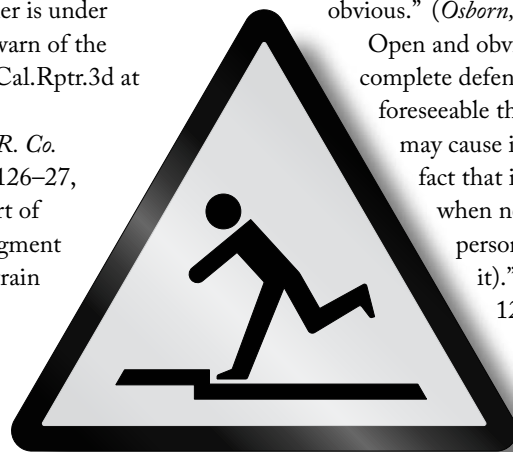 er is under
warn of the
Cal.Rptr.3d at
R. Co.
126–27,
rt of
gment
rain
obvious.” (Osborn,
Open and obv
complete defen
foreseeable th
may cause i
fact that i
when n
person
it).”
12